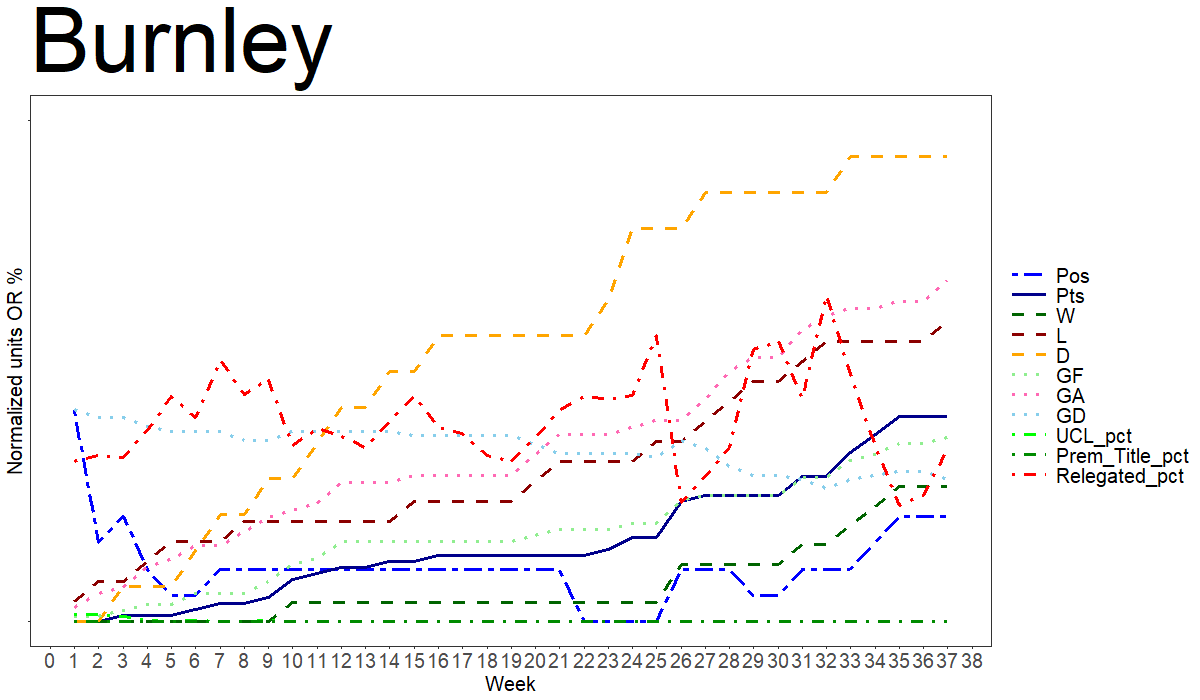 Burnley
Normalized units OR %
Pos
Pts
W
L
D
GF
GA
GD
UCL_pct
Prem_Title_pct
Relegated_pct
0 1 2 3 4 5 6 7 8 9 10 11 12 13 14 15 16 17 18 19 20 21 22 23 24 25 26 27 28 29 30 31 32 33 34 35 36 37 38
Week